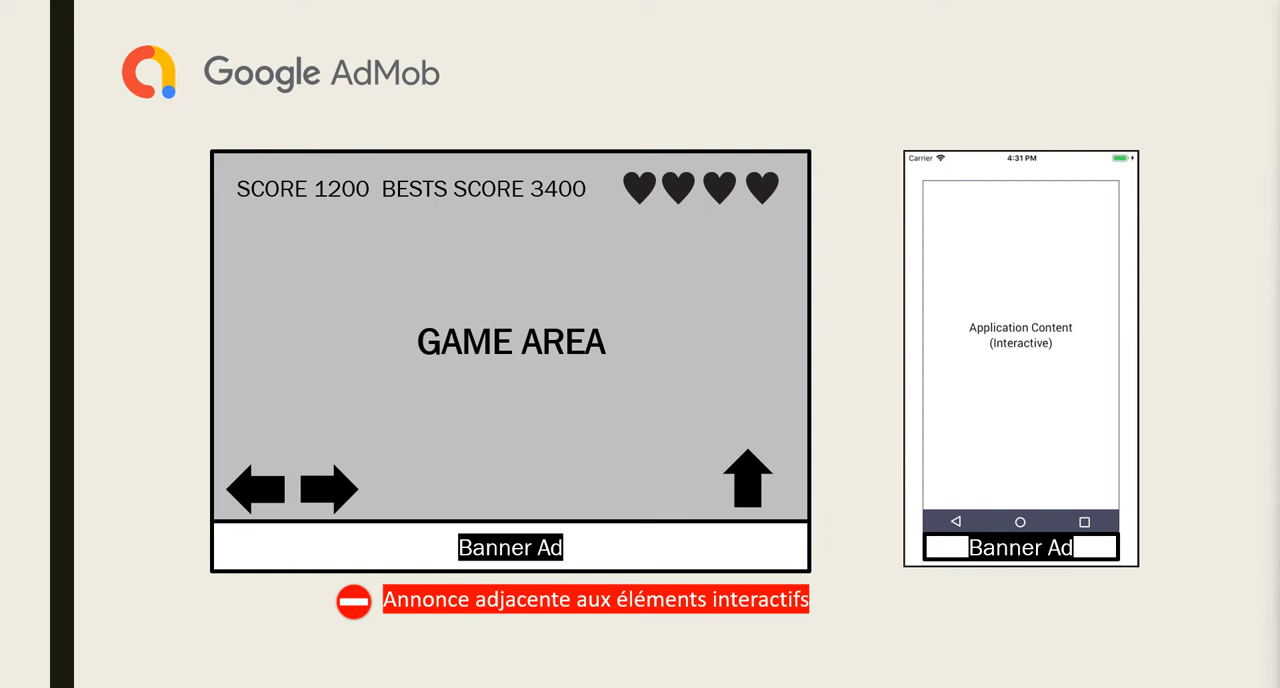 Google AdMob
SCORE 1200 BESTS SCORE 3400
GAME AREA
Banner Ad
Annonce adjacente aux éléments interactifs
Carrier 4:31 PM
Application Content
(Interactive)
Banner Ad